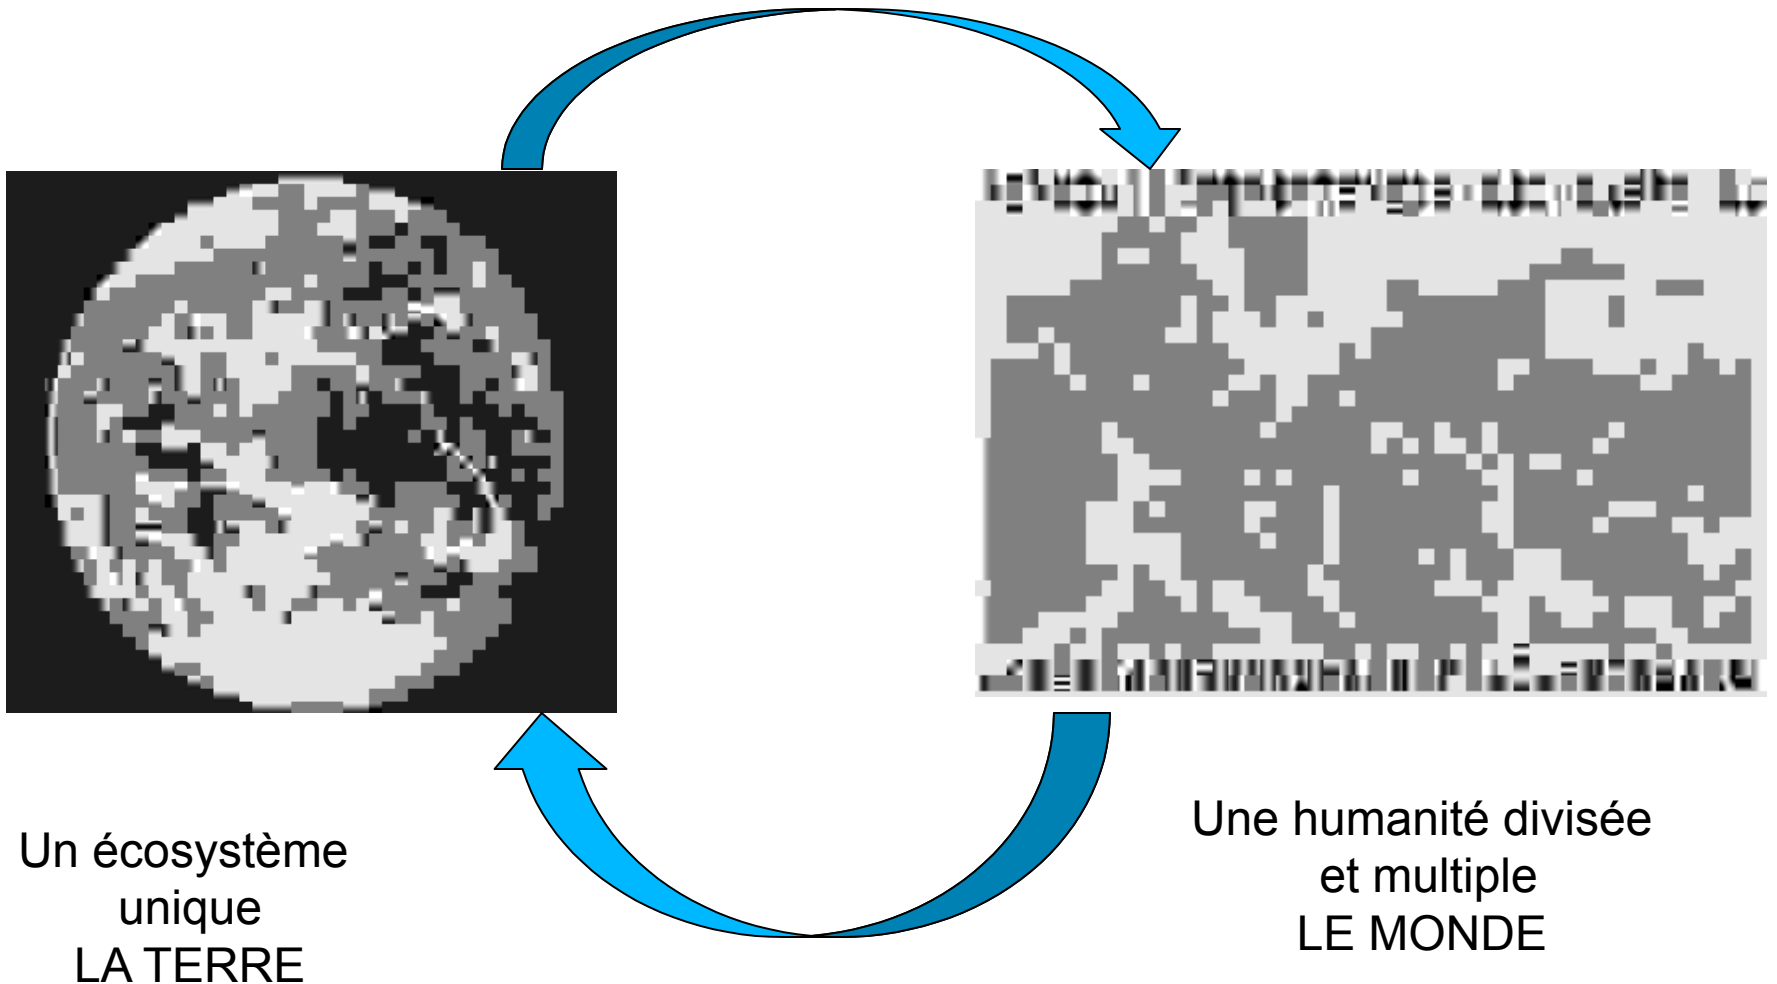 Un écosystème
unique
LA TERRE
Une humanité divisée
et multiple
LE MONDE